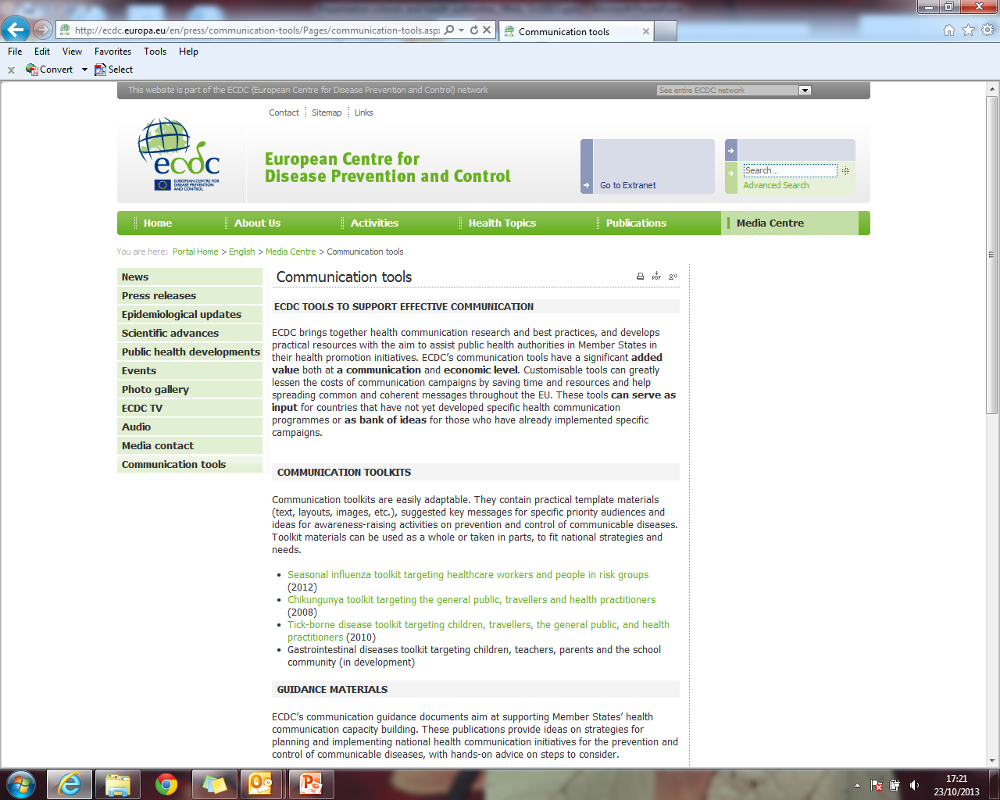 http://ecdc.europa.eu/en/press/communication-tools/Pages/communication-tools.asp
Communication tools
File Edit View Favorites Tools Help
Convert Select
This website is part of the ECDC (European Centre for Disease Prevention and Control) network
See entire ECDC network
Contact Sitemap Links
ecdc
EUROPEAN CENTRE FOR
DISEASE PREVENTION
AND CONTROL
European Centre for
Disease Prevention and Control
Go to Extranet
Search...
Advanced Search
Home About Us Activities Health Topics Publications Media Centre
You are here: Portal Home > English > Media Centre > Communication tools
News
Press releases
Epidemiological updates
Scientific advances
Public health developments
Events
Photo gallery
ECDC TV
Audio
Media contact
Communication tools
Communication tools
PDF
ECDC TOOLS TO SUPPORT EFFECTIVE COMMUNICATION
ECDC brings together health communication research and best practices, and develops
practical resources with the aim to assist public health authorities in Member States in
their health promotion initiatives. ECDC’s communication tools have a significant added
value both at a communication and economic level. Customisable tools can greatly
lessen the costs of communication campaigns by saving time and resources and help
spreading common and coherent messages throughout the EU. These tools can serve as
input for countries that have not yet developed specific health communication
programmes or as bank of ideas for those who have already implemented specific
campaigns.
COMMUNICATION TOOLKITS
Communication toolkits are easily adaptable. They contain practical template materials
(text, layouts, images, etc.), suggested key messages for specific priority audiences and
ideas for awareness-raising activities on prevention and control of communicable diseases.
Toolkit materials can be used as a whole or taken in parts, to fit national strategies and
needs.
• Seasonal influenza toolkit targeting healthcare workers and people in risk groups
(2012)
• Chikungunya toolkit targeting the general public, travellers and health practitioners
(2008)
• Tick-borne disease toolkit targeting children, travellers, the general public, and health
practitioners (2010)
• Gastrointestinal diseases toolkit targeting children, teachers, parents and the school
community (in development)
GUIDANCE MATERIALS
ECDC’s communication guidance documents aim at supporting Member States’ health
communication capacity building. These publications provide ideas on strategies for
planning and implementing national health communication initiatives for the prevention and
control of communicable diseases, with hands-on advice on steps to consider.
17:21
23/10/2013